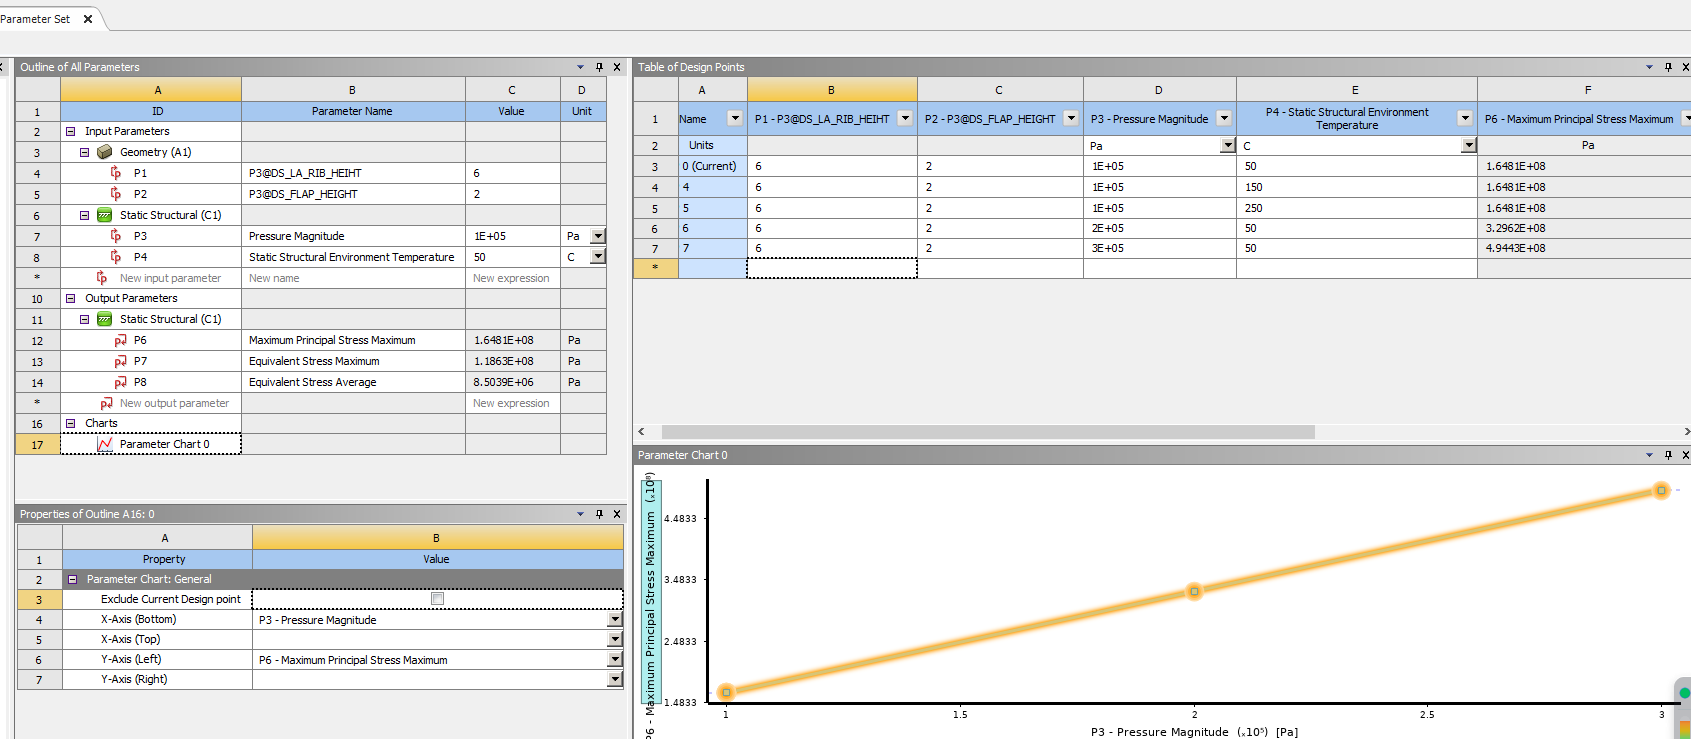 Parameter Set
Outline of All Parameters
A B C D
1 ID Parameter Name Value Unit
2 Input Parameters
3 Geometry (A1)
4 P1 P3@DS_LA_RIB_HEIHT 6
5 P2 P3@DS_FLAP_HEIGHT 2
6 Static Structural (C1)
7 P3 Pressure Magnitude 1E+05 Pa
8 P4 Static Structural Environment Temperature 50 C
* New input parameter New name New expression
10 Output Parameters
11 Static Structural (C1)
12 P6 Maximum Principal Stress Maximum 1.6481E+08 Pa
13 P7 Equivalent Stress Maximum 1.1863E+08 Pa
14 P8 Equivalent Stress Average 8.5039E+06 Pa
* New output parameter New expression
16 Charts
17 Parameter Chart 0
Properties of Outline A16: 0
A B
1 Property Value
2 Parameter Chart: General
3 Exclude Current Design point
4 X-Axis (Bottom) P3 - Pressure Magnitude
5 X-Axis (Top)
6 Y-Axis (Left) P6 - Maximum Principal Stress Maximum
7 Y-Axis (Right)
Table of Design Points
A B C D E F
1 Name P1 - P3@DS_LA_RIB_HEIHT P2 - P3@DS_FLAP_HEIGHT P3 - Pressure Magnitude P4 - Static Structural Environment Temperature P6 - Maximum Principal Stress Maximum
2 Units Pa C Pa
3 0 (Current) 6 2 1E+05 50 1.6481E+08
4 4 6 2 1E+05 150 1.6481E+08
5 5 6 2 1E+05 250 1.6481E+08
6 6 6 2 2E+05 50 3.2962E+08
7 7 6 2 3E+05 50 4.9443E+08
*
Parameter Chart 0
P6 - Maximum Principal Stress Maximum (.x10⁸)
4.4833
3.4833
2.4833
1.4833
1 1.5 2 2.5 3
P3 - Pressure Magnitude (.x10⁵) [Pa]